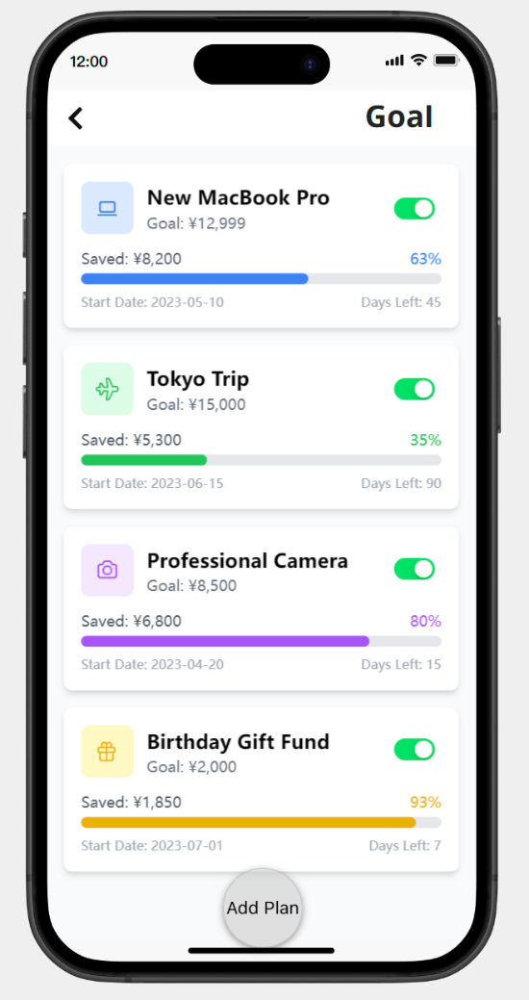 12:00
Goal
New MacBook Pro
Goal: ¥12,999
Saved: ¥8,200 63%
Start Date: 2023-05-10 Days Left: 45
Tokyo Trip
Goal: ¥15,000
Saved: ¥5,300 35%
Start Date: 2023-06-15 Days Left: 90
Professional Camera
Goal: ¥8,500
Saved: ¥6,800 80%
Start Date: 2023-04-20 Days Left: 15
Birthday Gift Fund
Goal: ¥2,000
Saved: ¥1,850 93%
Start Date: 2023-07-01 Days Left: 7
Add Plan